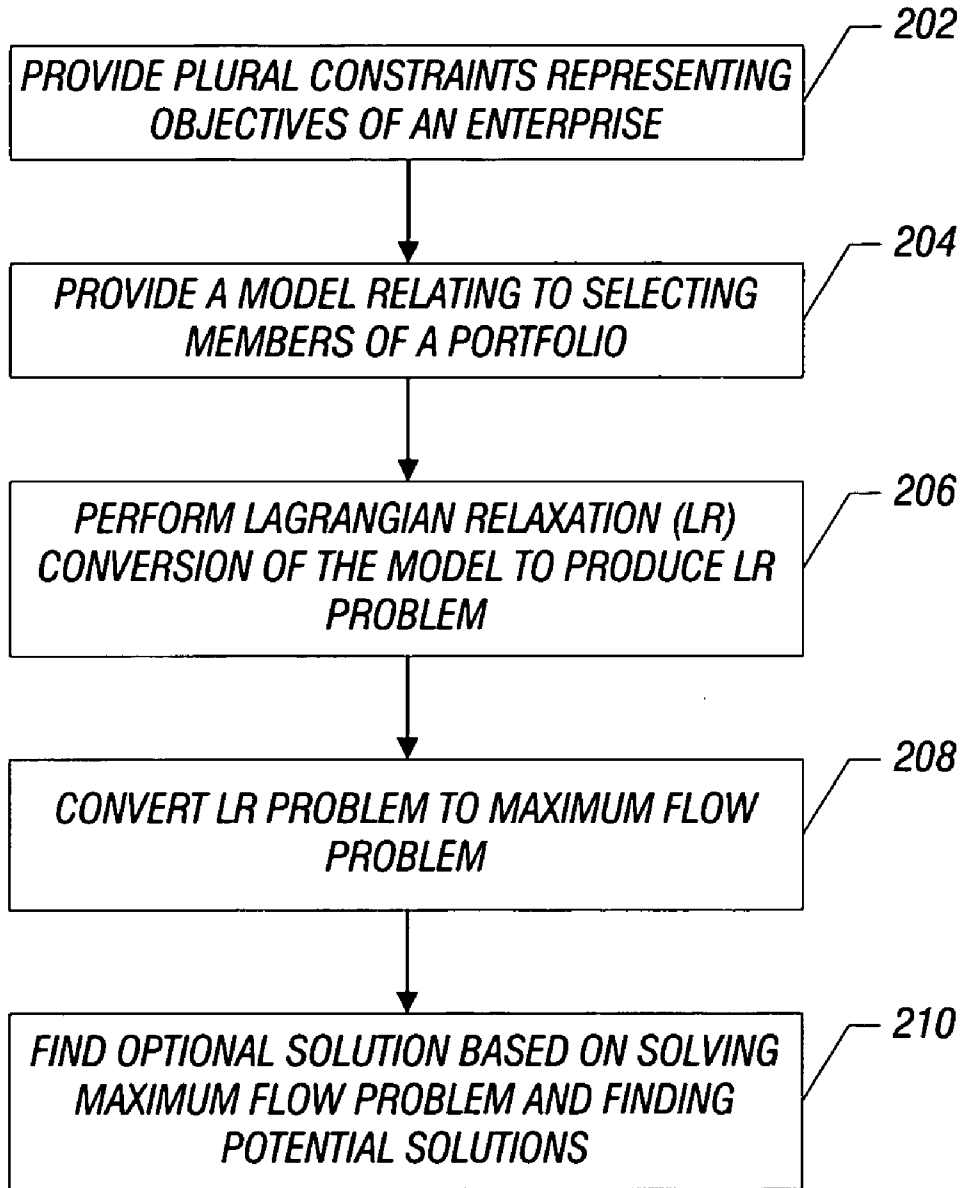 202
PROVIDE PLURAL CONSTRAINTS REPRESENTING
OBJECTIVES OF AN ENTERPRISE
204
PROVIDE A MODEL RELATING TO SELECTING
MEMBERS OF A PORTFOLIO
206
PERFORM LAGRANGIAN RELAXATION (LR)
CONVERSION OF THE MODEL TO PRODUCE LR
PROBLEM
208
CONVERT LR PROBLEM TO MAXIMUM FLOW
PROBLEM
210
FIND OPTIONAL SOLUTION BASED ON SOLVING
MAXIMUM FLOW PROBLEM AND FINDING
POTENTIAL SOLUTIONS